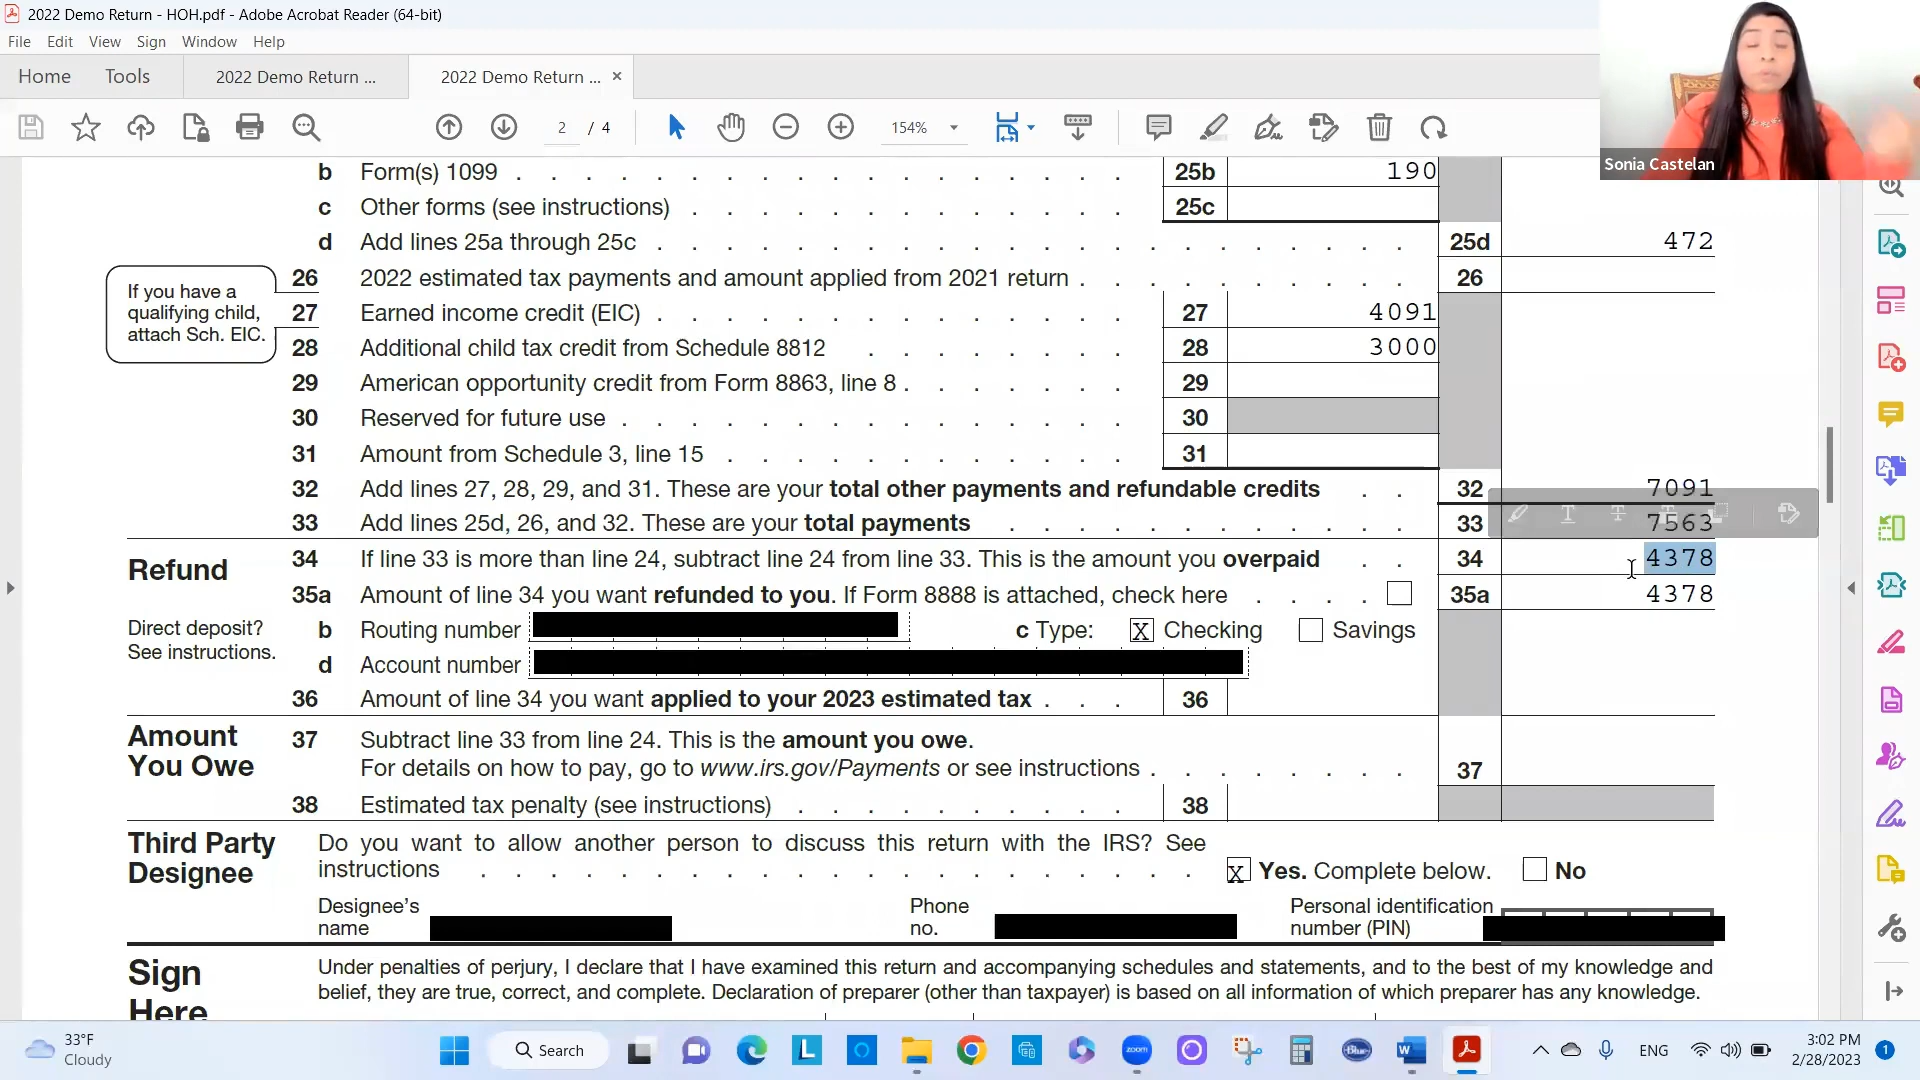 2022 Demo Return - HOH.pdf - Adobe Acrobat Reader (64-bit)
File Edit View Sign Window Help
Home Tools 2022 Demo Return ... 2022 Demo Return ... ×
2 / 4 154%
Sonia Castelan
b Form(s) 1099 25b 190
c Other forms (see instructions) 25c
d Add lines 25a through 25c 25d 472
If you have a
qualifying child,
attach Sch. EIC.
26 2022 estimated tax payments and amount applied from 2021 return 26
27 Earned income credit (EIC) 27 4091
28 Additional child tax credit from Schedule 8812 28 3000
29 American opportunity credit from Form 8863, line 8 29
30 Reserved for future use 30
31 Amount from Schedule 3, line 15 31
32 Add lines 27, 28, 29, and 31. These are your total other payments and refundable credits 32 7091
33 Add lines 25d, 26, and 32. These are your total payments 33 7563
Refund
34 If line 33 is more than line 24, subtract line 24 from line 33. This is the amount you overpaid 34 4378
35a Amount of line 34 you want refunded to you. If Form 8888 is attached, check here 35a 4378
Direct deposit?
See instructions.
b Routing number c Type: X Checking Savings
d Account number
36 Amount of line 34 you want applied to your 2023 estimated tax 36
Amount
You Owe
37 Subtract line 33 from line 24. This is the amount you owe.
For details on how to pay, go to www.irs.gov/Payments or see instructions 37
38 Estimated tax penalty (see instructions) 38
Third Party
Designee
Do you want to allow another person to discuss this return with the IRS? See
instructions X Yes. Complete below. No
Designee's
name
Phone
no.
Personal identification
number (PIN)
Sign
Here
Under penalties of perjury, I declare that I have examined this return and accompanying schedules and statements, and to the best of my knowledge and
belief, they are true, correct, and complete. Declaration of preparer (other than taxpayer) is based on all information of which preparer has any knowledge.
33°F
Cloudy
Search
zoom
ENG
3:02 PM
2/28/2023
1